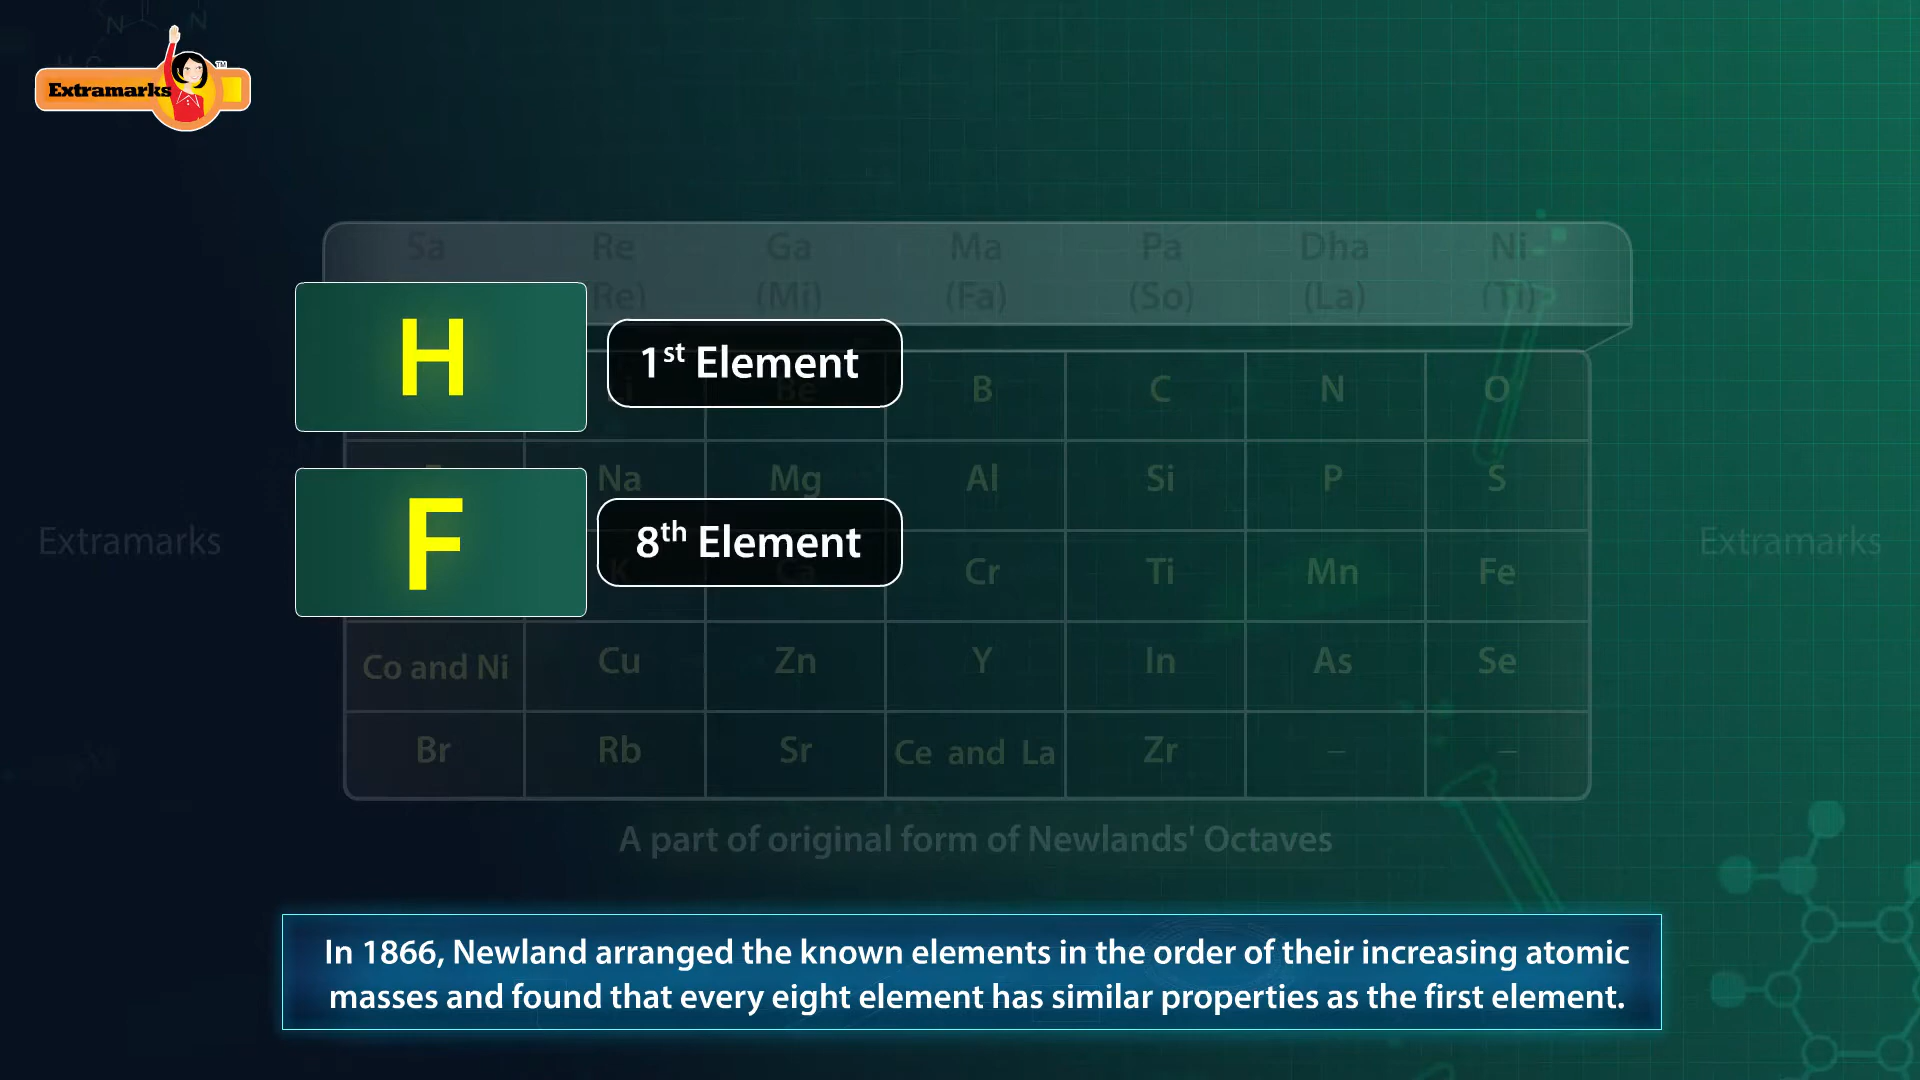 Extramarks
TM
Sa Re Ga Ma Pa Dha Ni
(Re) (Mi) (Fa) (So) (La) (Ti)
H
1st Element
Be B C N O
Na Mg Al Si P S
F
8th Element
K Ca Cr Ti Mn Fe
Extramarks
Extramarks
Co and Ni Cu Zn Y In As Se
Br Rb Sr Ce and La Zr – –
A part of original form of Newlands' Octaves
In 1866, Newland arranged the known elements in the order of their increasing atomic
masses and found that every eight element has similar properties as the first element.